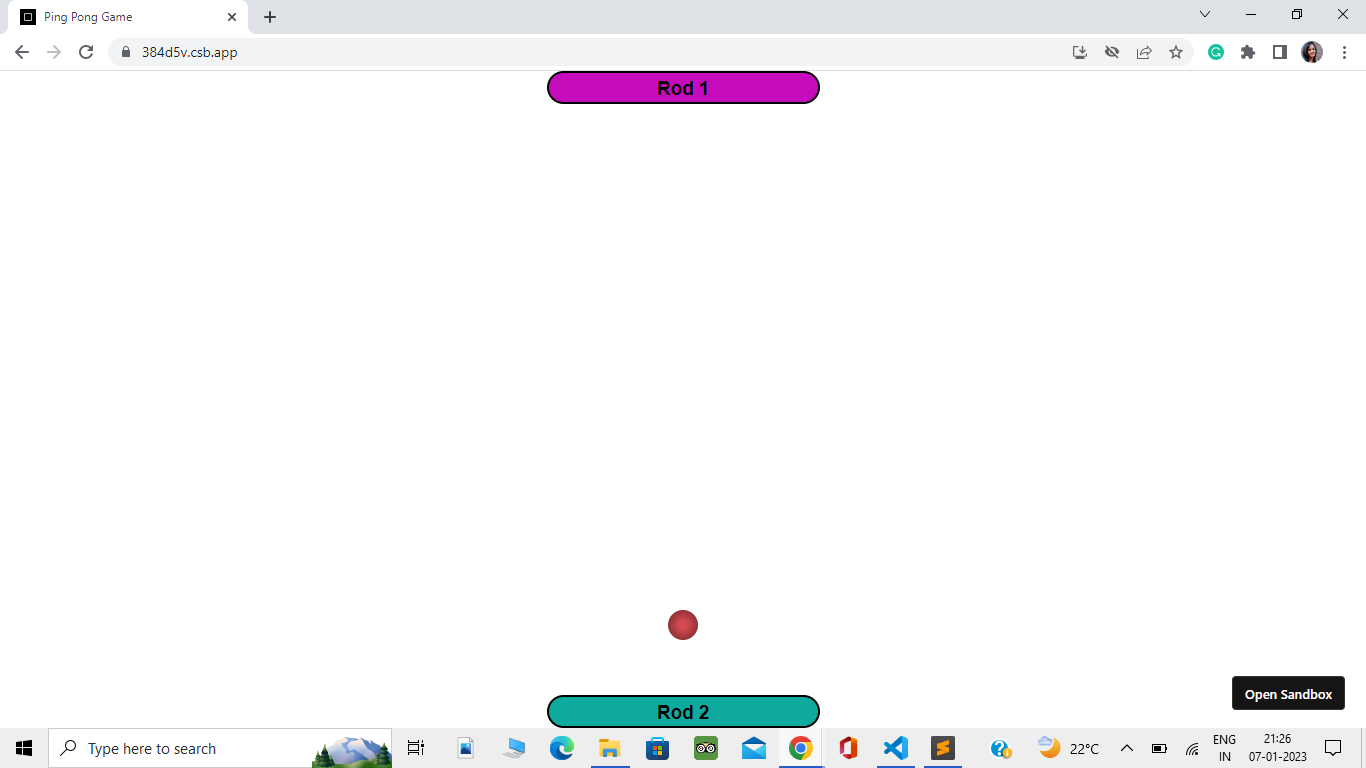 Ping Pong Game
384d5v.csb.app
Rod 1
Rod 2
Open Sandbox
Type here to search
22°C
ENG
IN
21:26
07-01-2023